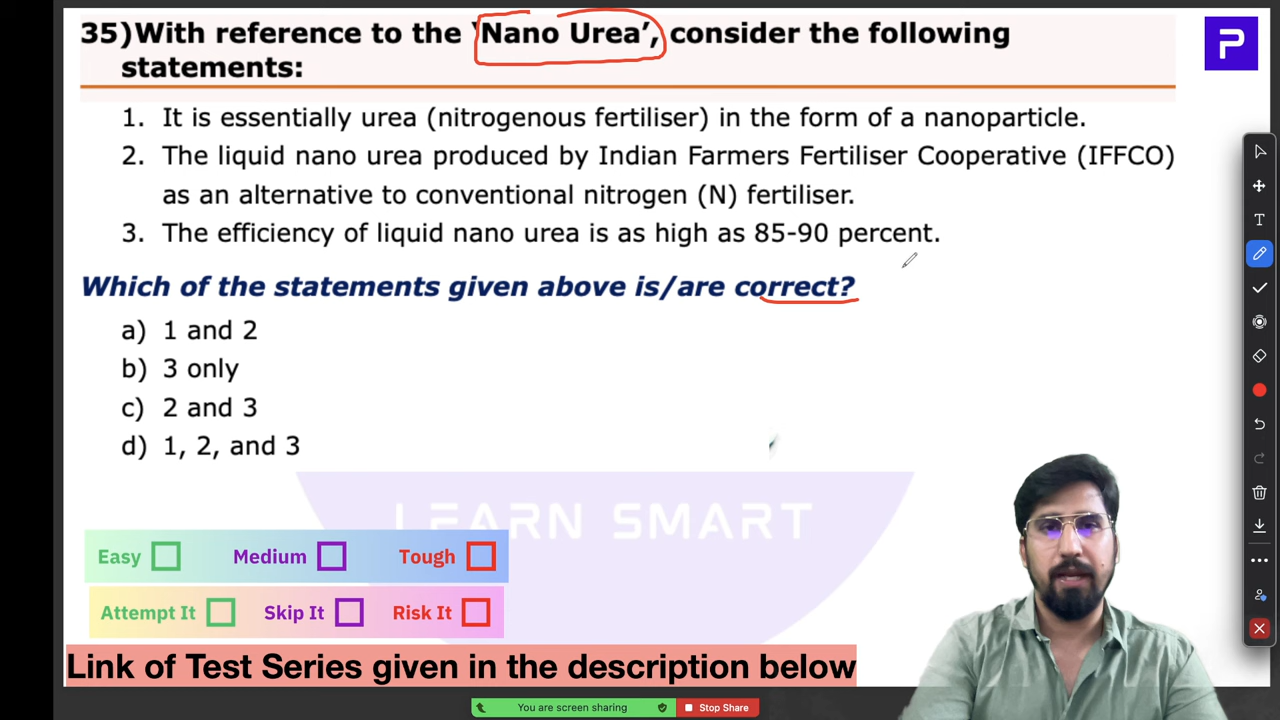 35)With reference to the 'Nano Urea', consider the following
statements:
1. It is essentially urea (nitrogenous fertiliser) in the form of a nanoparticle.
2. The liquid nano urea produced by Indian Farmers Fertiliser Cooperative (IFFCO)
as an alternative to conventional nitrogen (N) fertiliser.
3. The efficiency of liquid nano urea is as high as 85-90 percent.
Which of the statements given above is/are correct?
a) 1 and 2
b) 3 only
c) 2 and 3
d) 1, 2, and 3
LEARN SMART
Easy Medium Tough
Attempt It Skip It Risk It
Link of Test Series given in the description below
You are screen sharing Stop Share